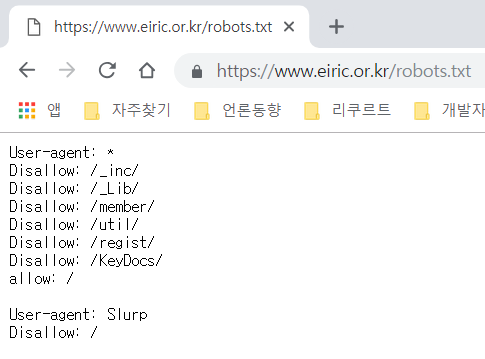 https://www.eiric.or.kr/robots.txt
https://www.eiric.or.kr/robots.txt
앱 자주찾기 언론동향 리쿠르트 개발자
User-agent: *
Disallow: /_inc/
Disallow: /_Lib/
Disallow: /member/
Disallow: /util/
Disallow: /regist/
Disallow: /KeyDocs/
allow: /
User-agent: Slurp
Disallow: /